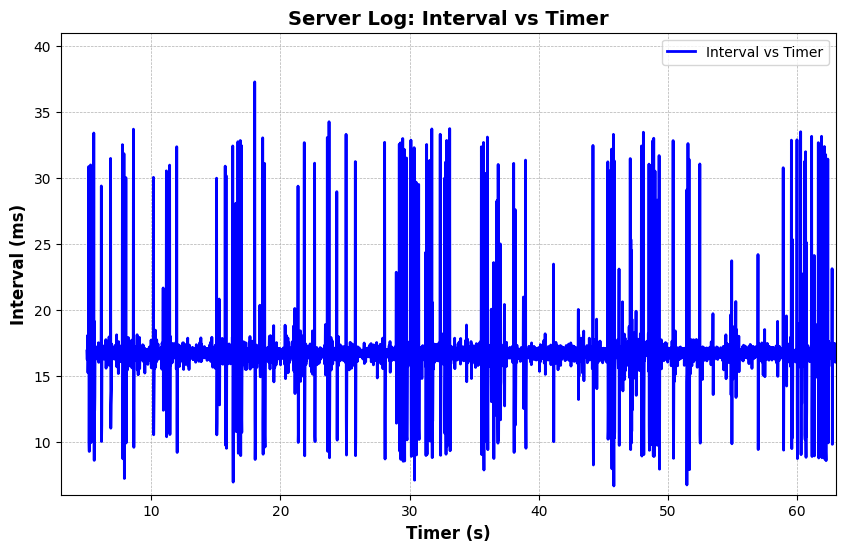 Server Log: Interval vs Timer
Interval vs Timer
Interval (ms)
40
35
30
25
20
15
10
10 20 30 40 50 60
Timer (s)